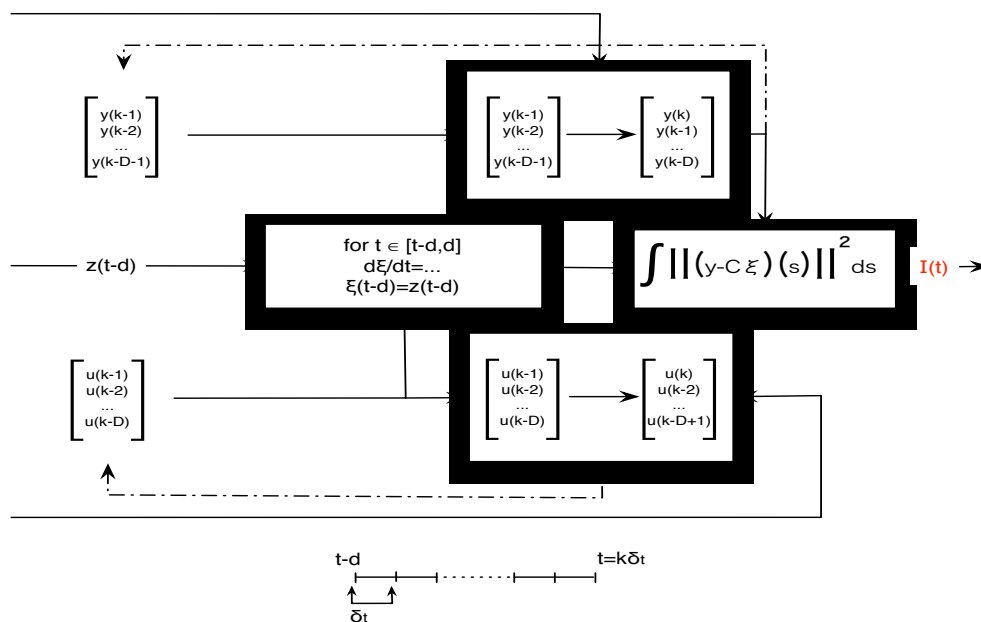 y(k-1)
y(k-2)
...
y(k-D-1)
y(k-1)
y(k-2)
...
y(k-D-1)
y(k)
y(k-1)
...
y(k-D)
z(t-d)
for t ∈ [t-d,d]
dξ/dt=...
ξ(t-d)=z(t-d)
∫||(y-Cξ)(s)||² ds
I(t)
u(k-1)
u(k-2)
...
u(k-D)
u(k-1)
u(k-2)
...
u(k-D)
u(k)
u(k-2)
...
u(k-D+1)
t-d
t=kδt
δt